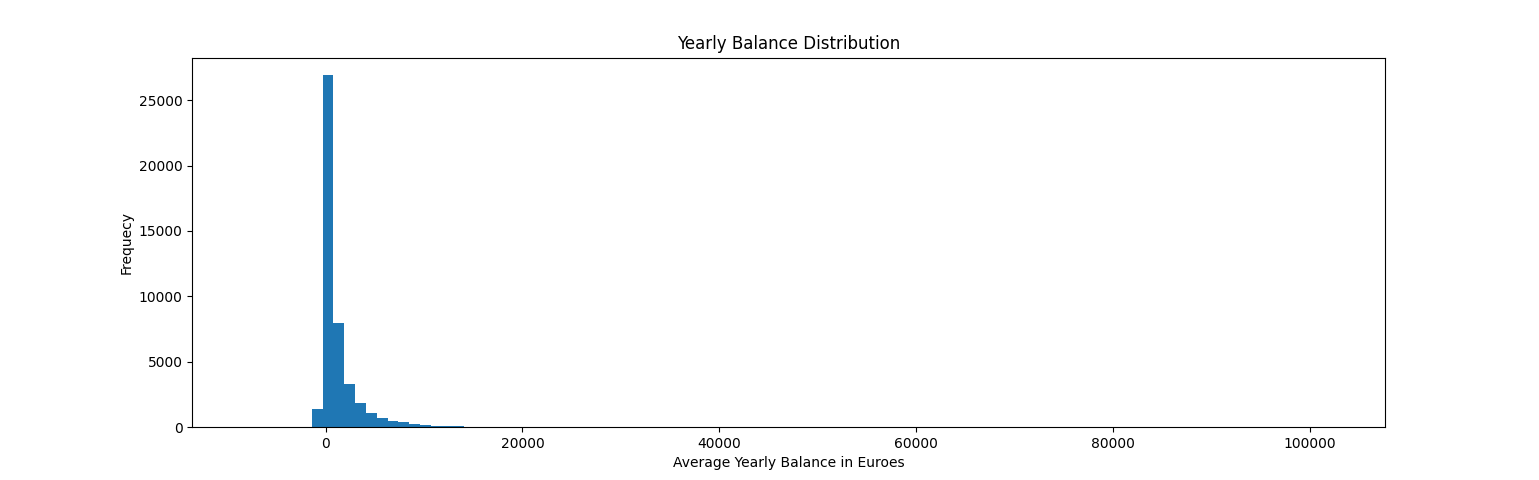 Yearly Balance Distribution
25000
20000
15000
10000
5000
0
Frequecy
0 20000 40000 60000 80000 100000
Average Yearly Balance in Euroes